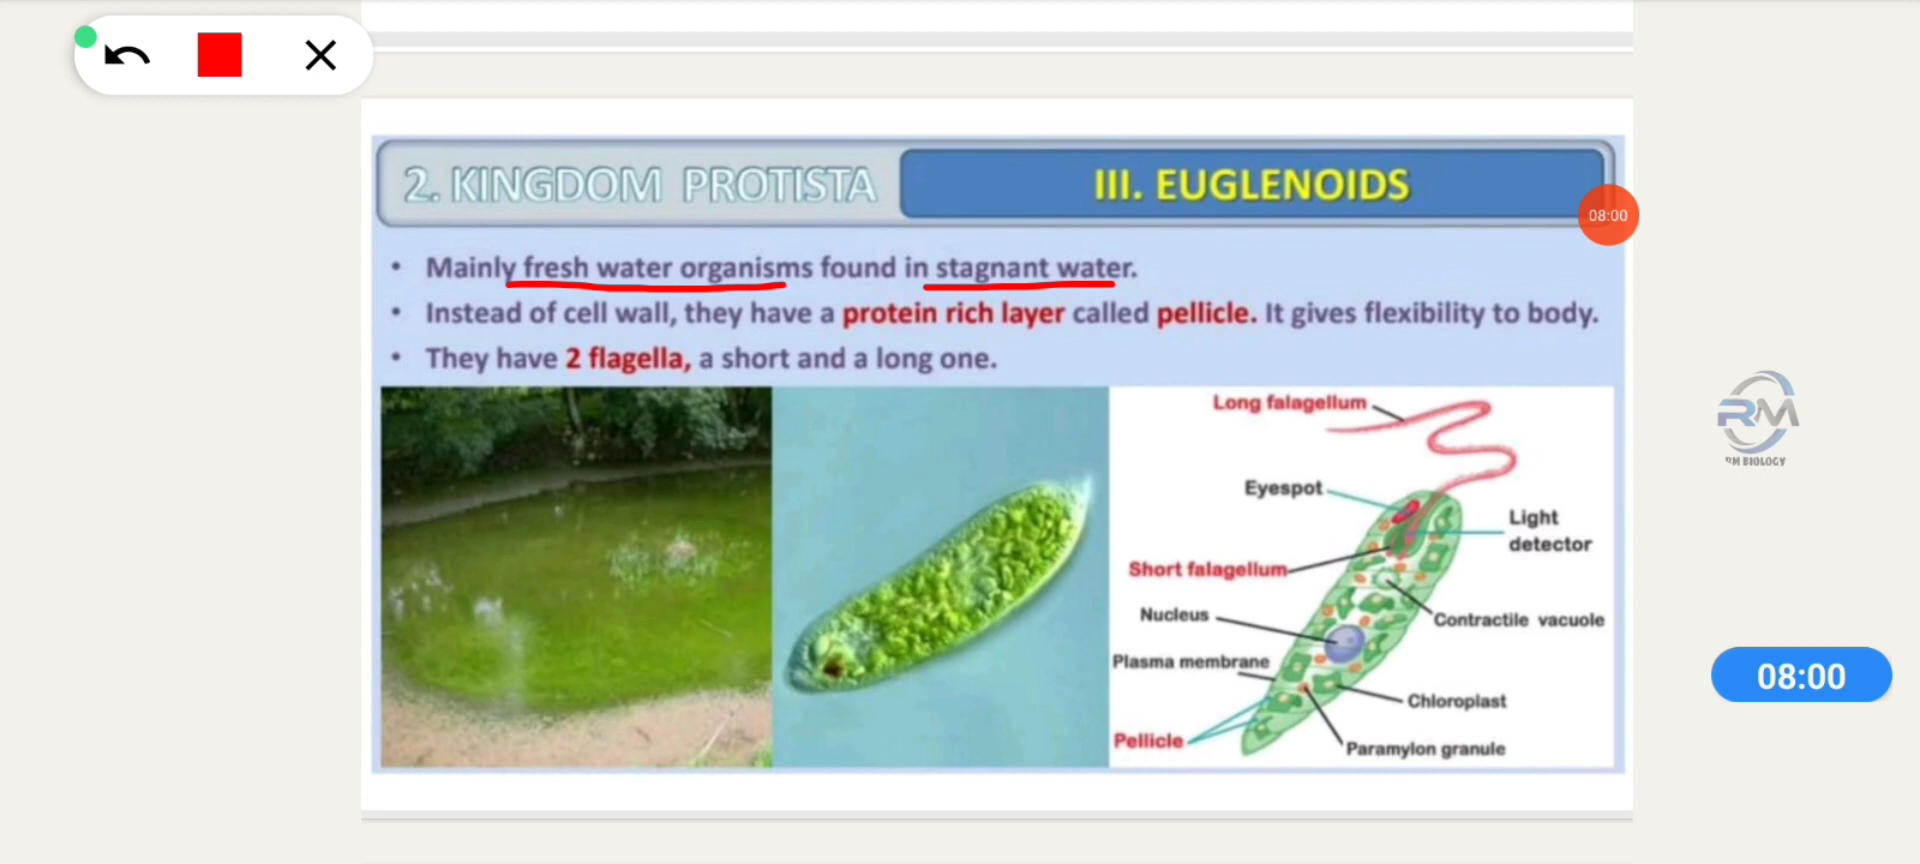 2. KINGDOM PROTISTA
III. EUGLENOIDS
08:00
• Mainly fresh water organisms found in stagnant water.
• Instead of cell wall, they have a protein rich layer called pellicle. It gives flexibility to body.
• They have 2 flagella, a short and a long one.
Long falagellum
Eyespot
Light
detector
Short falagellum
Nucleus
Contractile vacuole
Plasma membrane
Chloroplast
Pellicle
Paramylon granule
RM
RM BIOLOGY
08:00